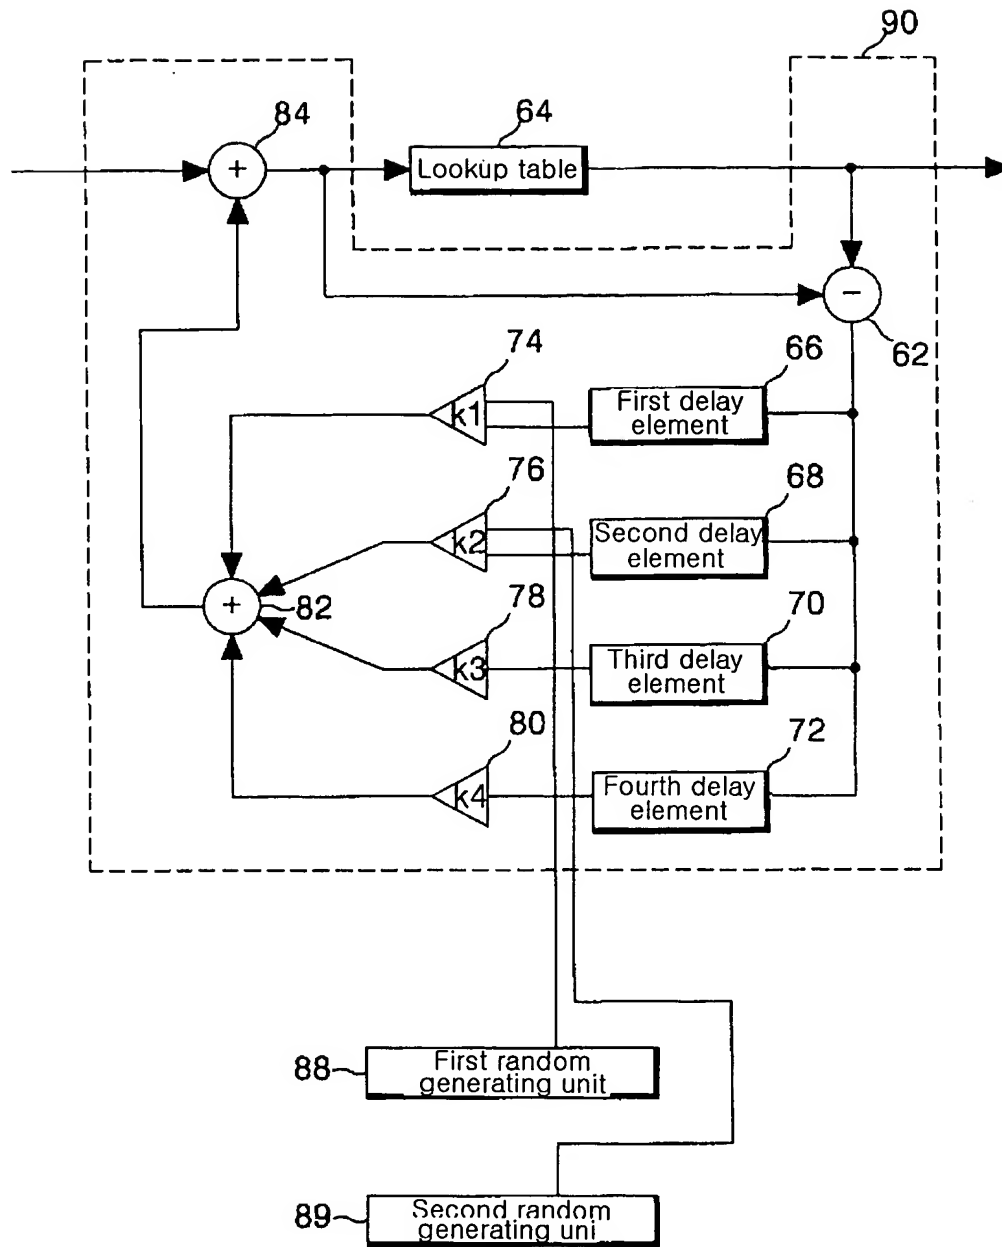 90
84
64
+
Lookup table
−
62
74
66
k1
First delay
element
76
68
k2
Second delay
element
+
82
78
70
k3
Third delay
element
80
72
k4
Fourth delay
element
88
First random
generating unit
89
Second random
generating uni